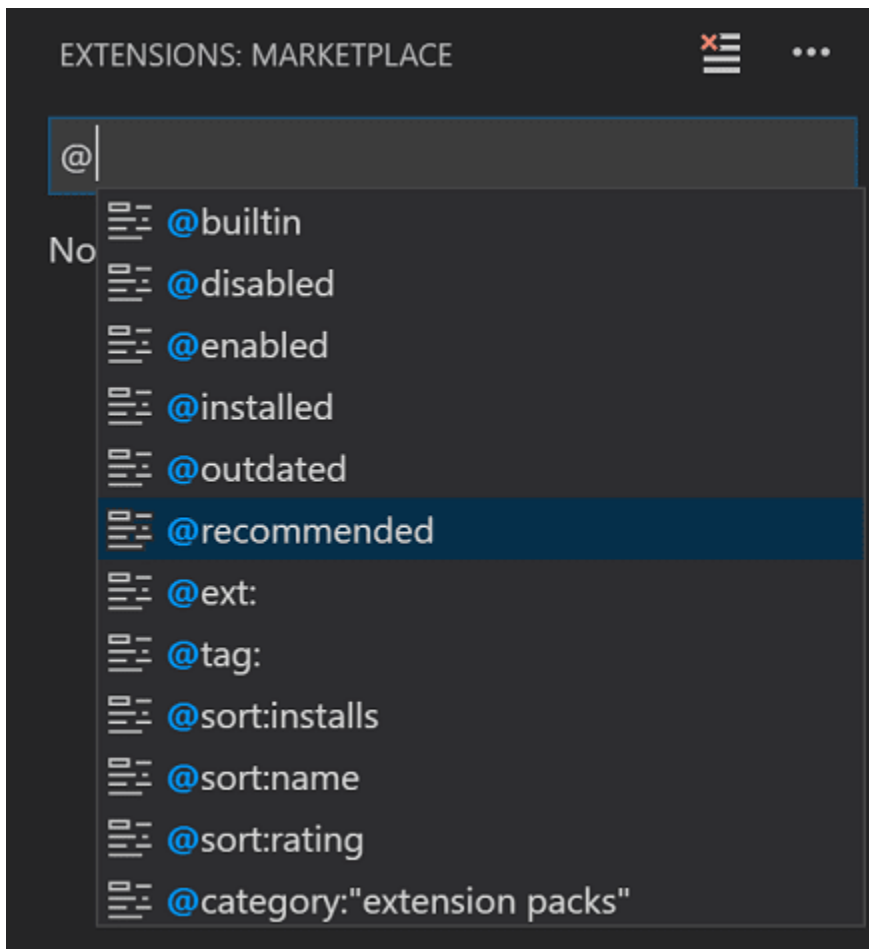 EXTENSIONS: MARKETPLACE
@
No
@builtin
@disabled
@enabled
@installed
@outdated
@recommended
@ext:
@tag:
@sort:installs
@sort:name
@sort:rating
@category:"extension packs"